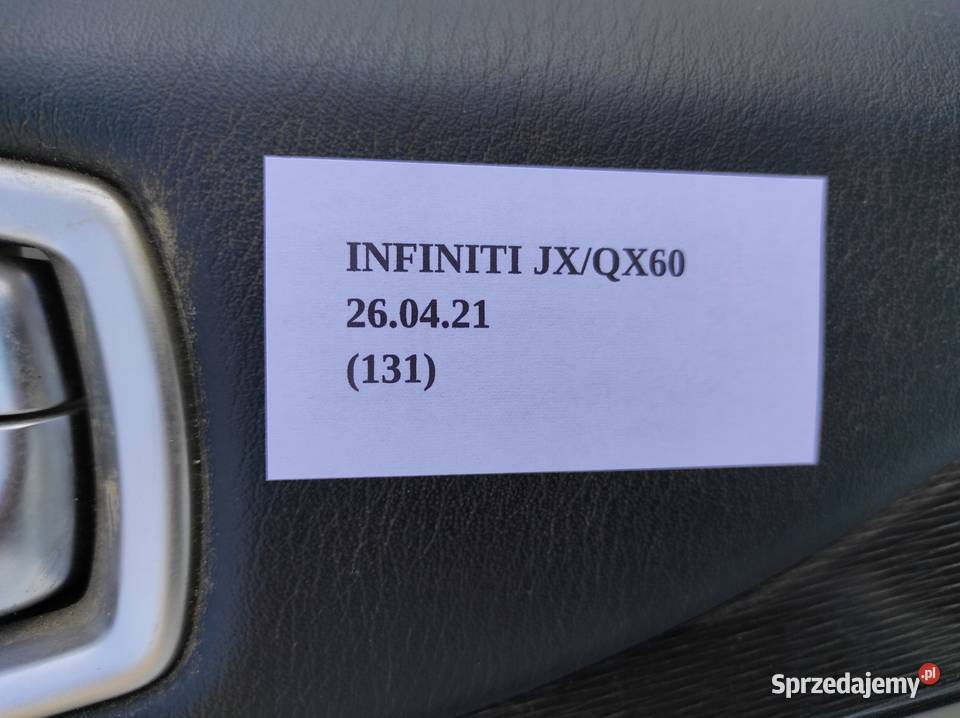 INFINITI JX/QX60
26.04.21
(131)
Sprzedajemy.pl